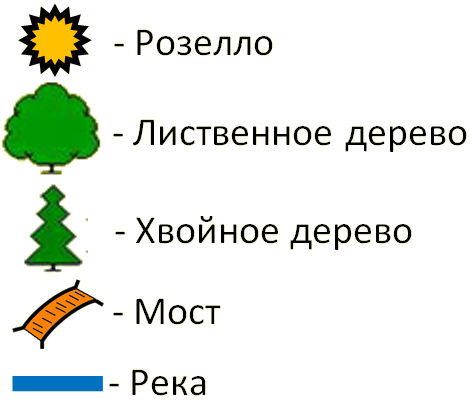 - Розелло
- Лиственное дерево
- Хвойное дерево
- Мост
- Река